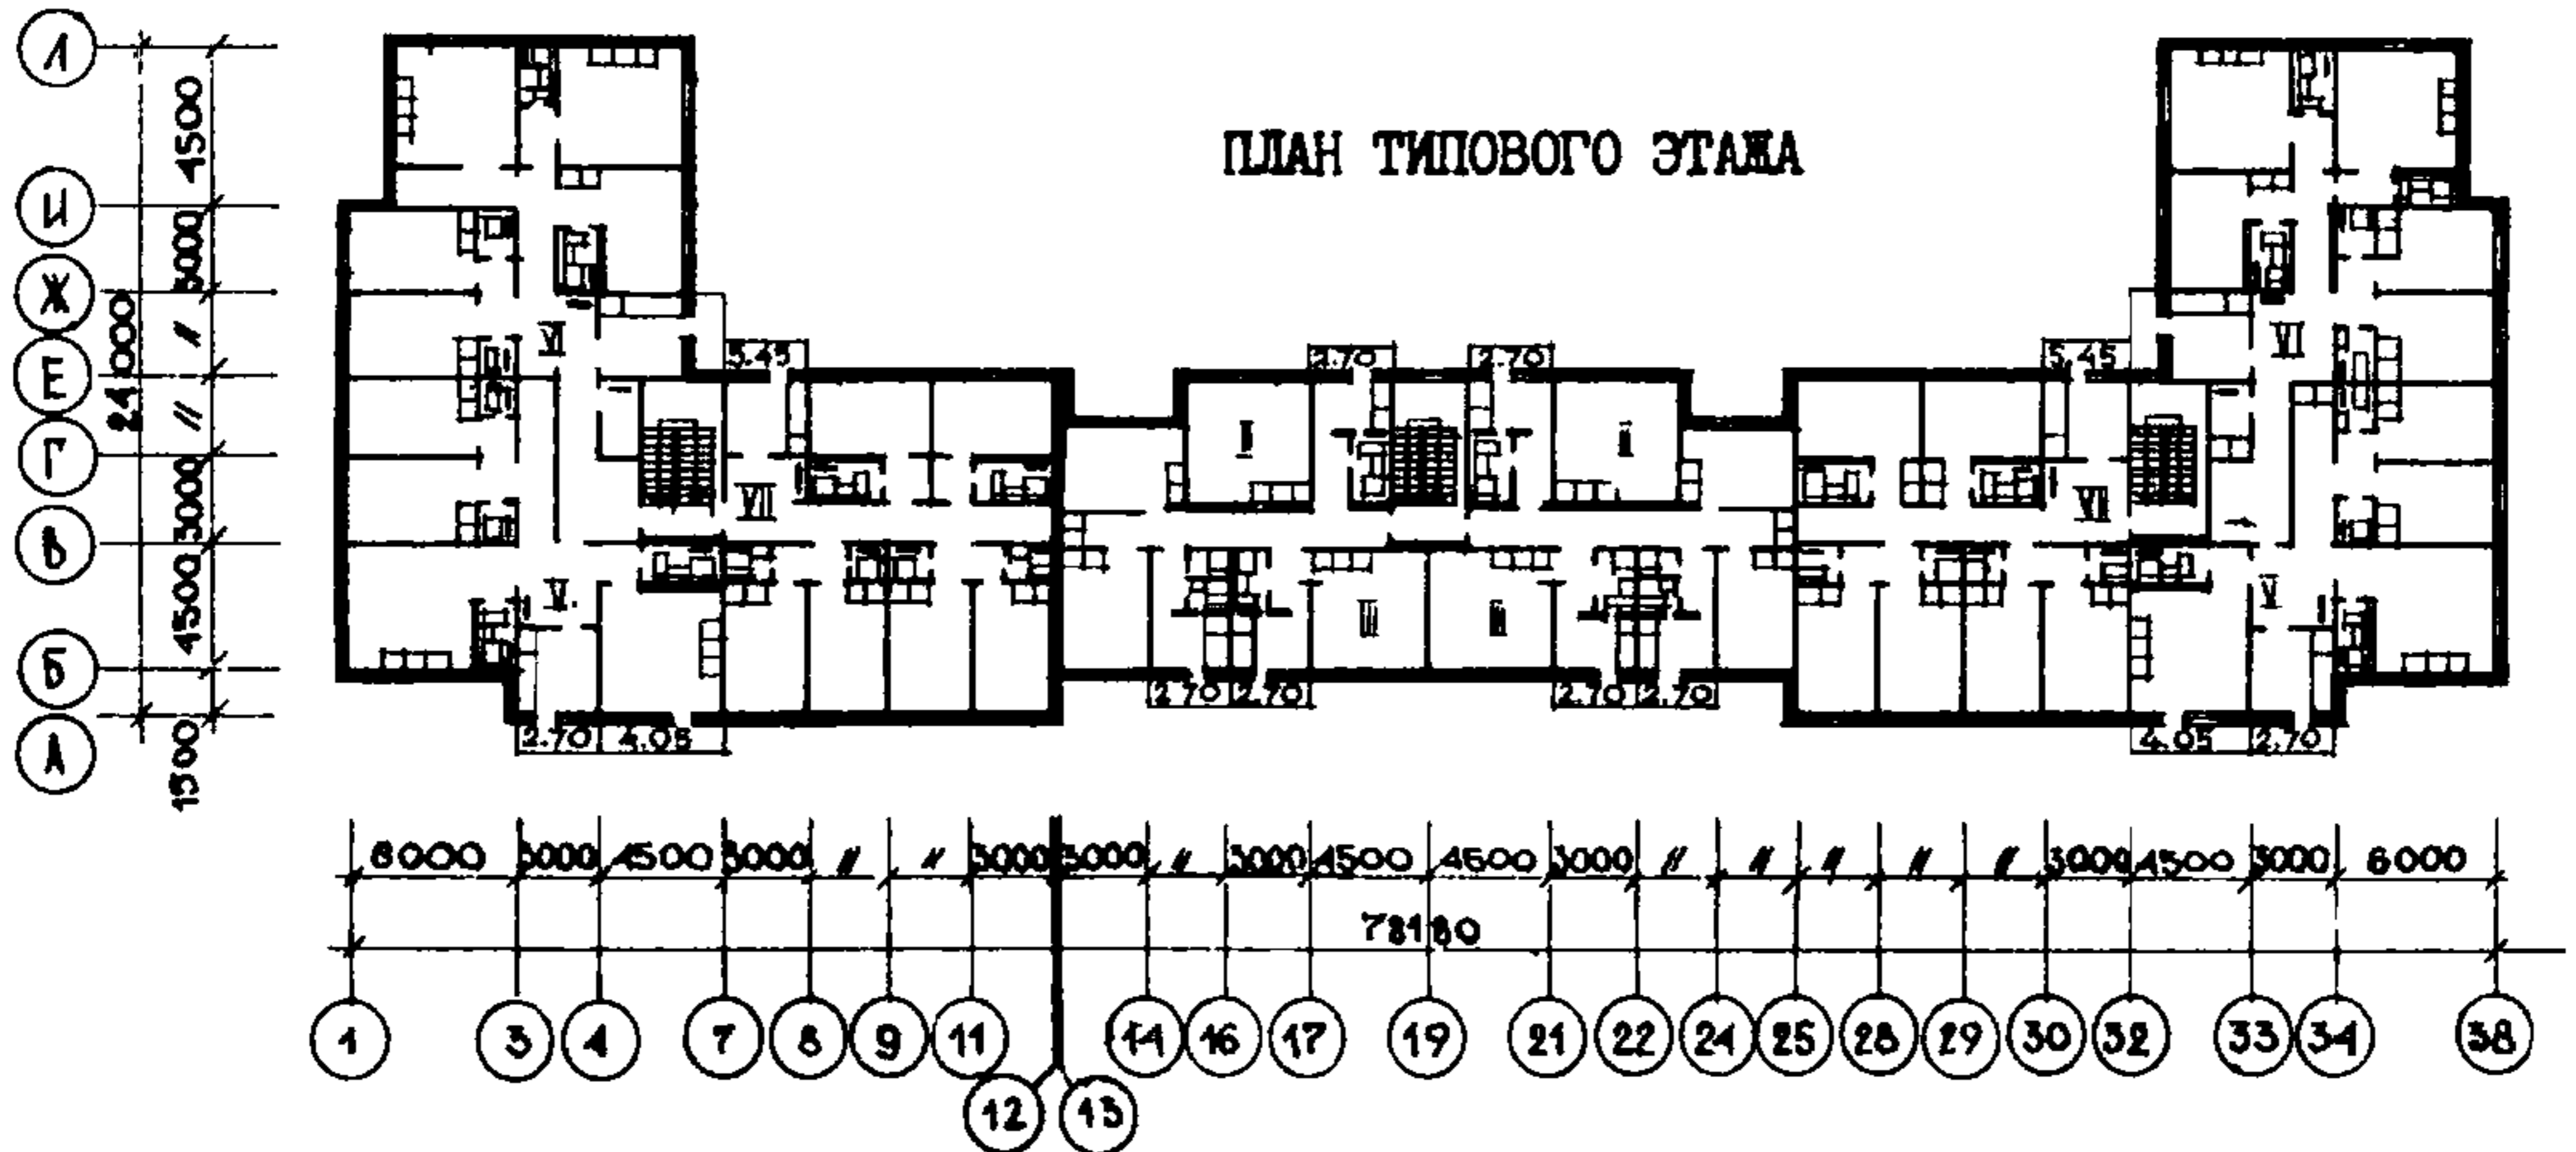 ПЛАН ТИПОВОГО ЭТАЖА
Л
И
Ж
Е
Г
В
Б
А
4500
3000
//
//
3000
4500
1500
24000
VI
V
VII
II
II
III
III
VII
VI
V
5.45
2.70
2.70
5.45
2.70
4.05
2.70
2.70
2.70
2.70
4.05
2.70
6000 3000 4500 3000 // // 3000 3000 // 3000 4500 4500 3000 // // // // // 3000 4500 3000 6000
78180
1 3 4 7 8 9 11 14 16 17 19 21 22 24 25 28 29 30 32 33 34 38
12 13